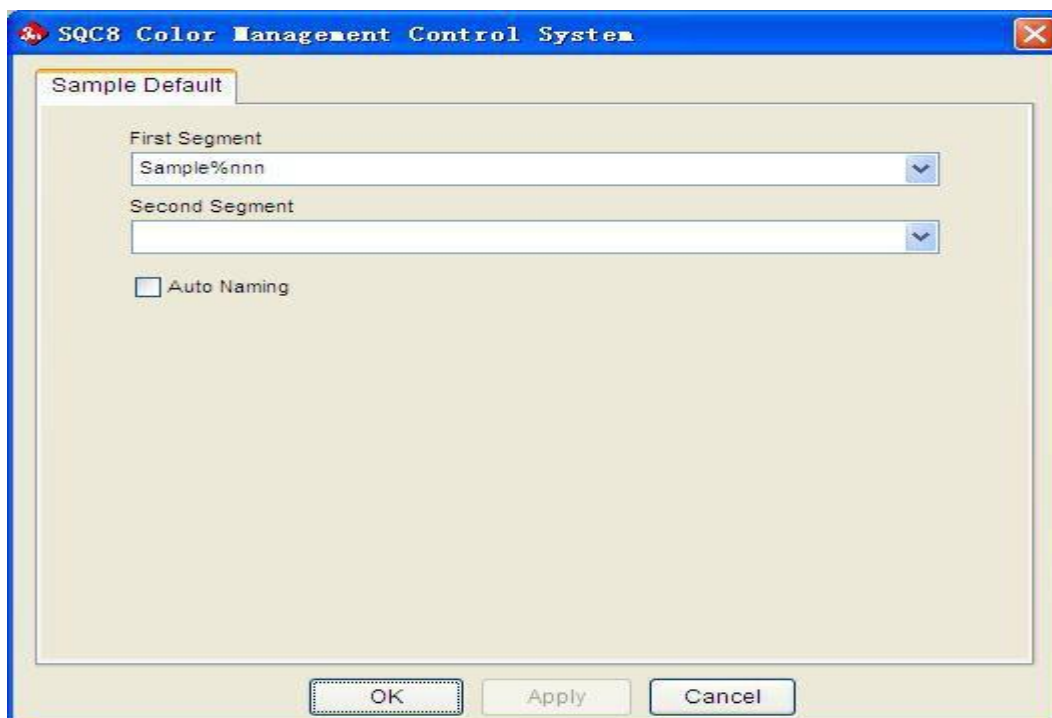 SQC8 Color Management Control System
Sample Default
First Segment
Sample%nnn
Second Segment
Auto Naming
OK Apply Cancel